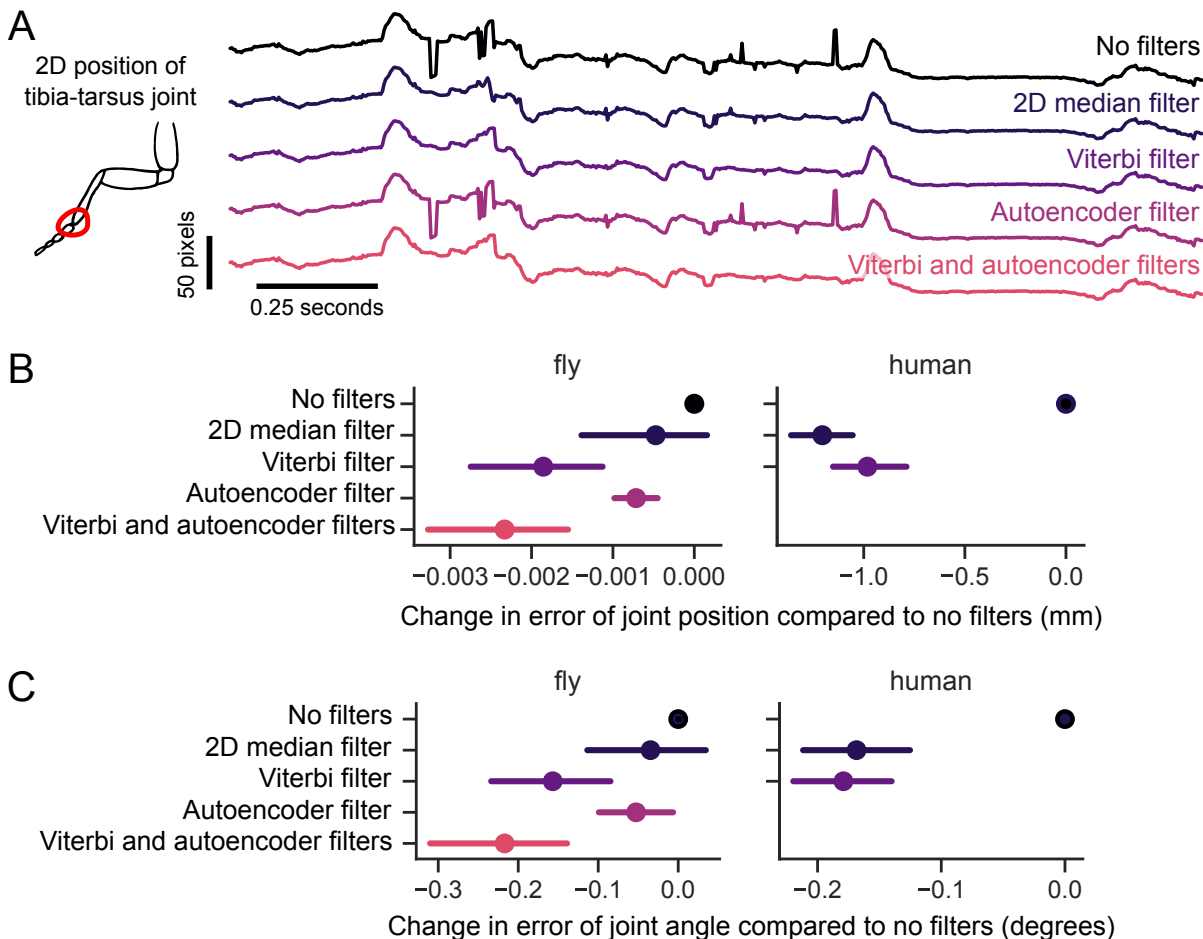 A
2D position of
tibia-tarsus joint
50 pixels
0.25 seconds
No filters
2D median filter
Viterbi filter
Autoencoder filter
Viterbi and autoencoder filters
B
fly
human
No filters
2D median filter
Viterbi filter
Autoencoder filter
Viterbi and autoencoder filters
−0.003 −0.002 −0.001 0.000
−1.0 −0.5 0.0
Change in error of joint position compared to no filters (mm)
C
fly
human
No filters
2D median filter
Viterbi filter
Autoencoder filter
Viterbi and autoencoder filters
−0.3 −0.2 −0.1 0.0
−0.2 −0.1 0.0
Change in error of joint angle compared to no filters (degrees)